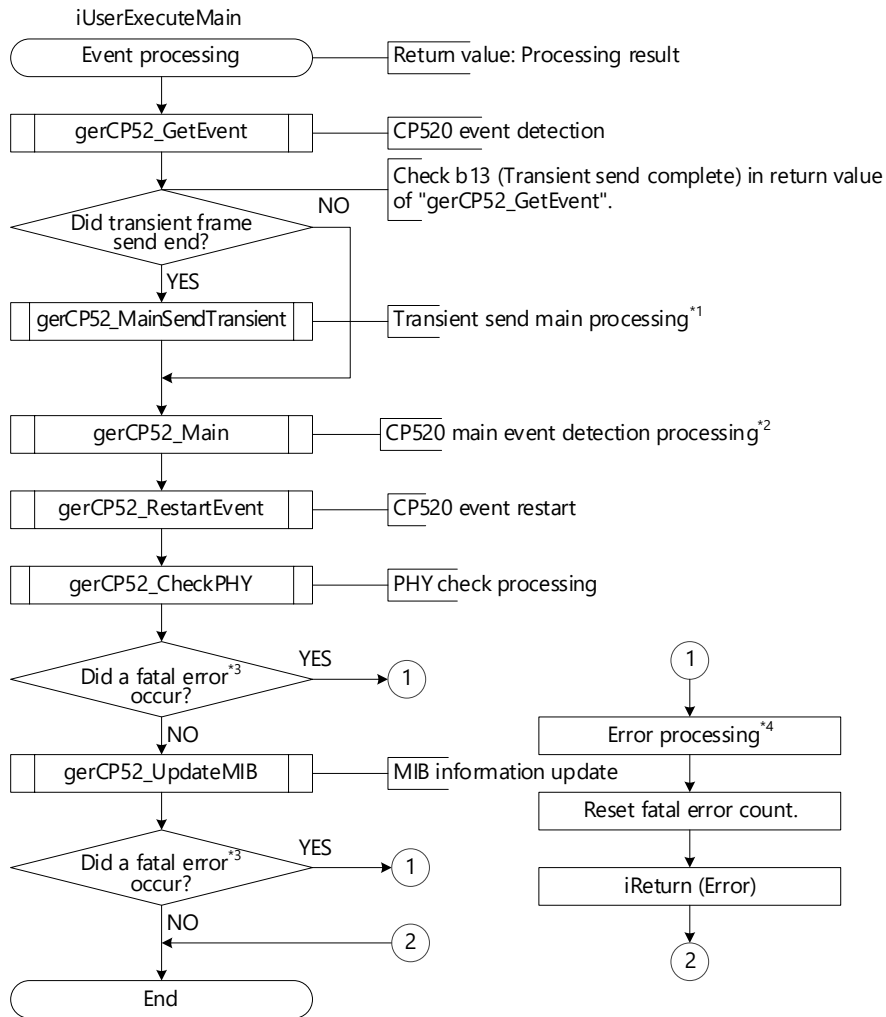 iUserExecuteMain
Event processing
Return value: Processing result
gerCP52_GetEvent
CP520 event detection
Check b13 (Transient send complete) in return value
of "gerCP52_GetEvent".
NO
Did transient frame
send end?
YES
gerCP52_MainSendTransient
Transient send main processing*1
gerCP52_Main
CP520 main event detection processing*2
gerCP52_RestartEvent
CP520 event restart
gerCP52_CheckPHY
PHY check processing
YES
Did a fatal error*3
occur?
1
NO
gerCP52_UpdateMIB
MIB information update
YES
Did a fatal error*3
occur?
1
NO
2
End
1
Error processing*4
Reset fatal error count.
iReturn (Error)
2